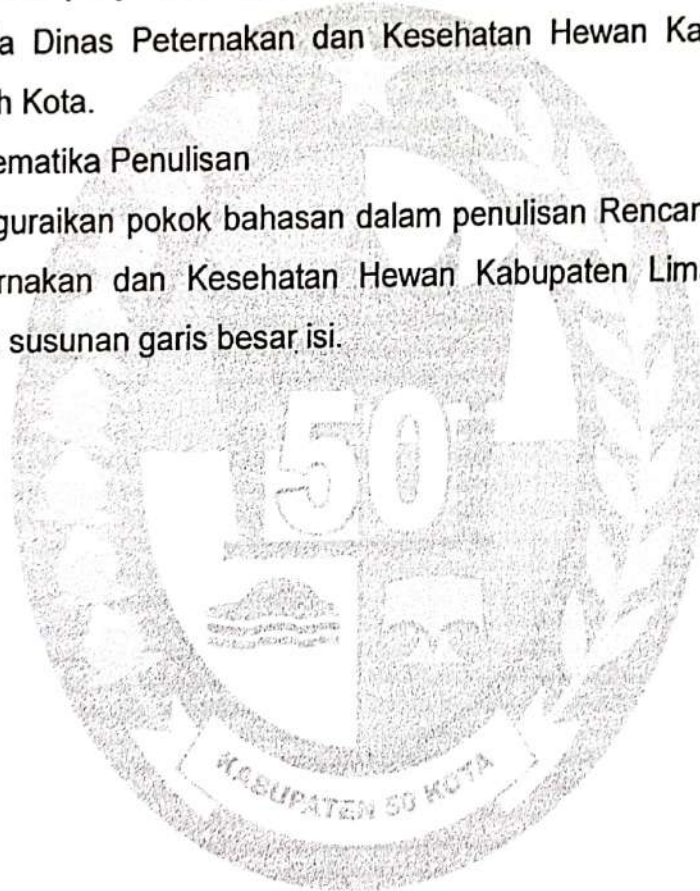 a Dinas Peternakan dan Kesehatan Hewan Ka
h Kota.
ematika Penulisan
guraikan pokok bahasan dalam penulisan Rencar
rnakan dan Kesehatan Hewan Kabupaten Lim
susunan garis besar isi.
50
KABUPATEN 50 KOTA